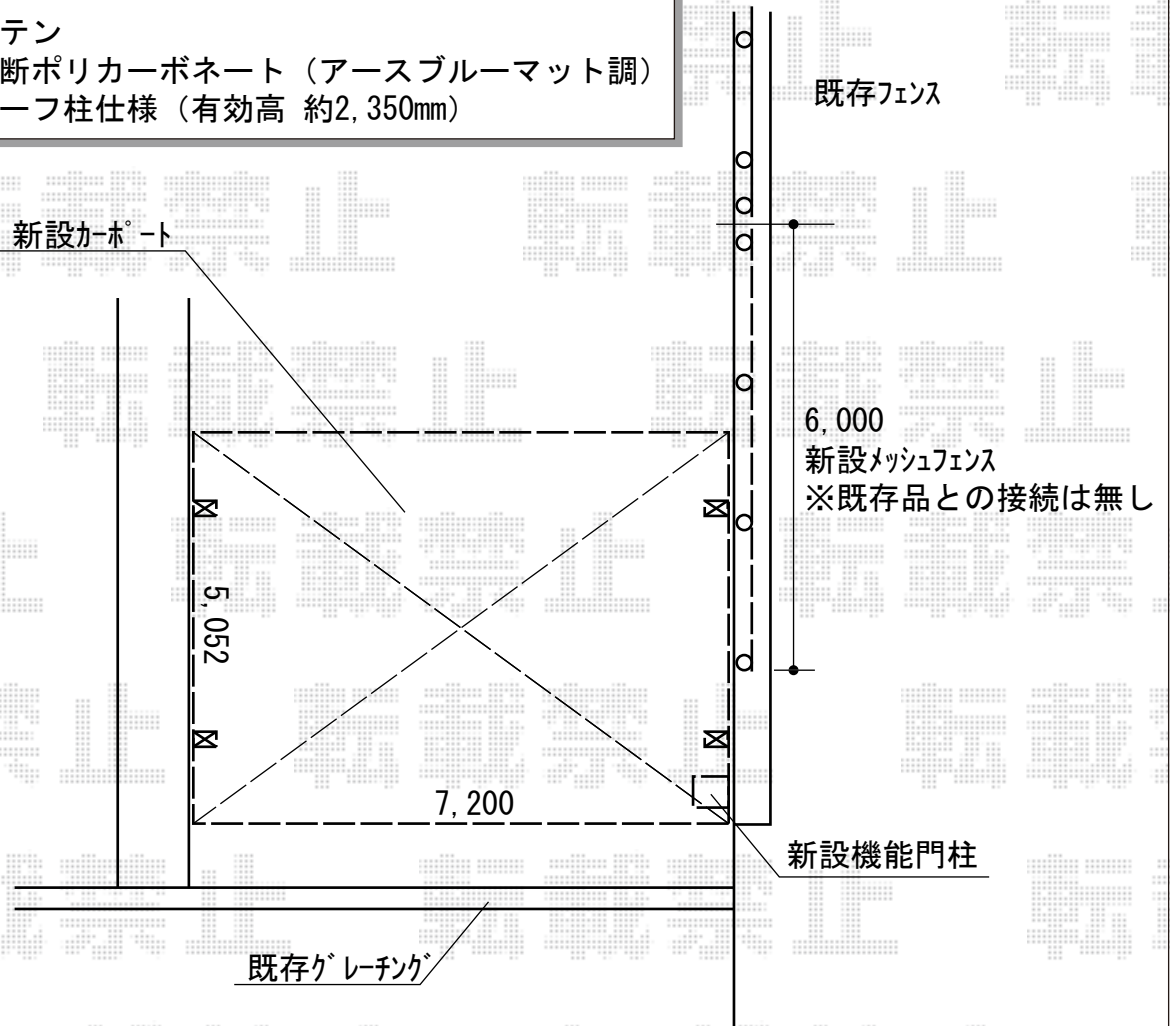 テン
断ポリカーボネート（アースブルーマット調）
ーフ柱仕様（有効高 約2,350mm）
既存フェンス
新設カーポート
6,000
新設メッシュフェンス
※既存品との接続は無し
5,052
7,200
新設機能門柱
既存グレーチング
転載禁止